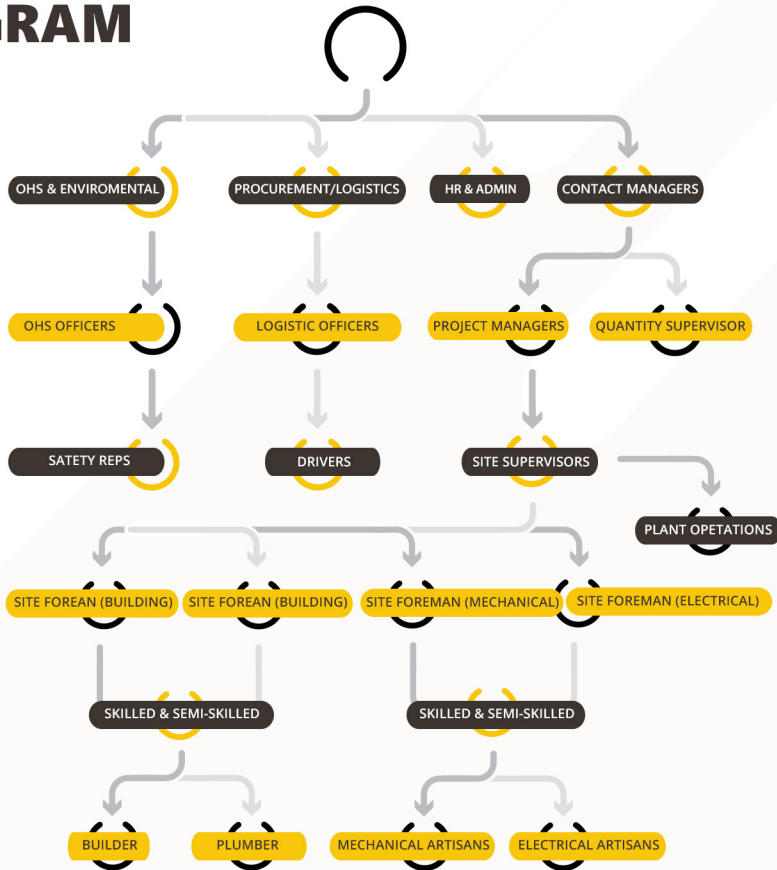 GRAM
OHS & ENVIROMENTAL
PROCUREMENT/LOGISTICS
HR & ADMIN
CONTACT MANAGERS
OHS OFFICERS
LOGISTIC OFFICERS
PROJECT MANAGERS
QUANTITY SUPERVISOR
SATETY REPS
DRIVERS
SITE SUPERVISORS
PLANT OPETATIONS
SITE FOREAN (BUILDING)
SITE FOREAN (BUILDING)
SITE FOREMAN (MECHANICAL)
SITE FOREMAN (ELECTRICAL)
SKILLED & SEMI-SKILLED
SKILLED & SEMI-SKILLED
BUILDER
PLUMBER
MECHANICAL ARTISANS
ELECTRICAL ARTISANS